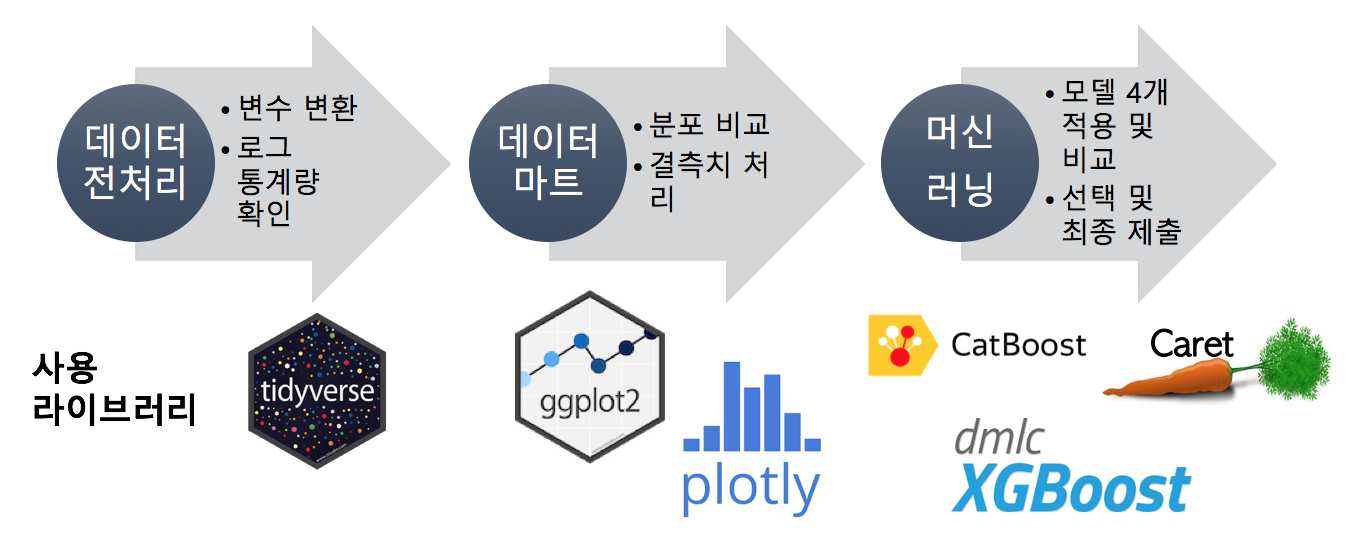 데이터
전처리
• 변수 변환
• 로그
통계량
확인
데이터
마트
• 분포 비교
• 결측치 처
리
머신
러닝
• 모델 4개
적용 및
비교
• 선택 및
최종 제출
사용
라이브러리
tidyverse
ggplot2
plotly
CatBoost
Caret
dmlc
XGBoost